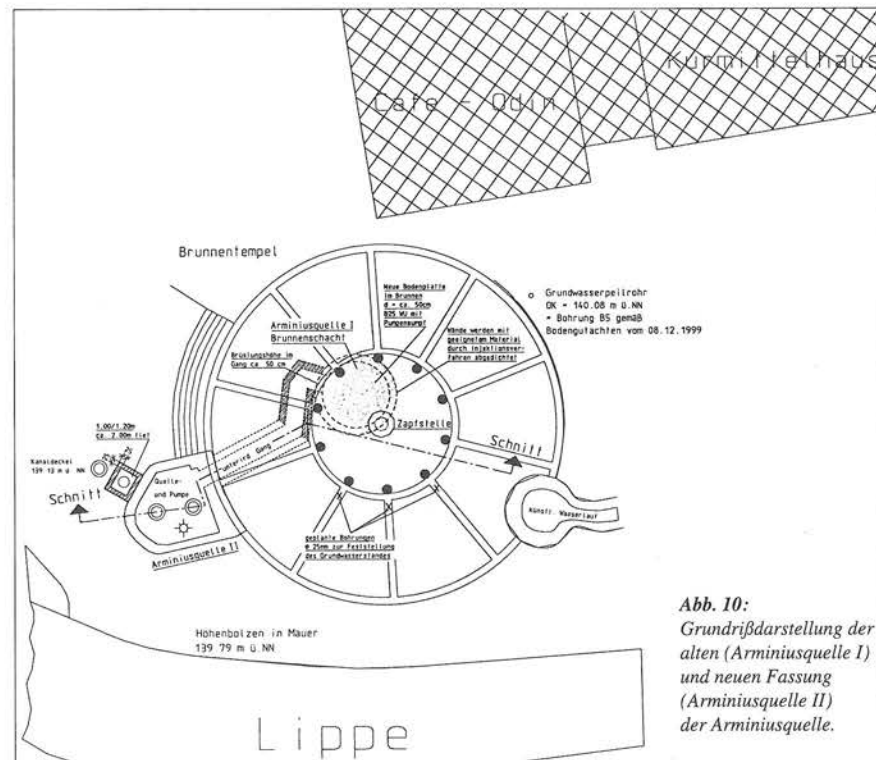 Kurmittelhaus
Cafe - Odin
Brunnentempel
Neue Bodenplatte
im Brunnen
d = ca. 50cm
B25 WU mit
Pumpensumpf
Grundwasserpeilrohr
OK = 140.08 m ü.NN
= Bohrung B5 gemäß
Bodengutachten vom 08.12.1999
Arminiusquelle I
Brunnenschacht
Wände werden mit
geeignetem Material
durch Injektionsver-
fahren abgedichtet
Brüstungshöhe im
Gang ca. 50 cm
Zapfstelle
1.00/1.20m
ca. 2.00m tief
25
Schnitt
unterird. Gang
Kanaldeckel
139 10 m ü NN
Quelle
und Pumpe
Schnitt
Künstl. Wasserlauf
Arminiusquelle II
geplante Bohrungen
ø 25mm zur Feststellung
des Grundwasserstandes
Höhenbolzen in Mauer
139 79 m ü.NN
Lippe
Abb. 10:
Grundrißdarstellung der
alten (Arminiusquelle I)
und neuen Fassung
(Arminiusquelle II)
der Arminiusquelle.